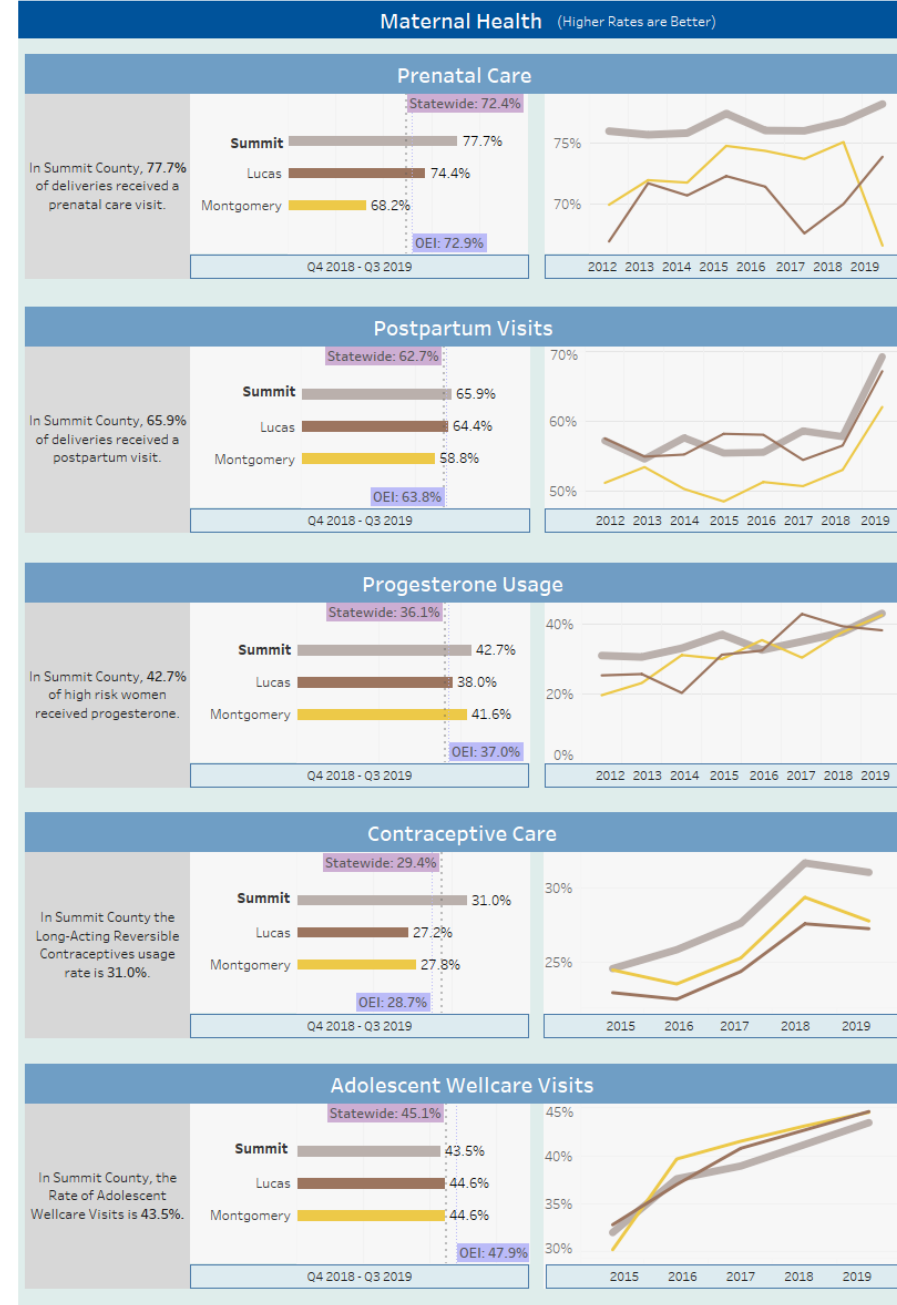 Maternal Health (Higher Rates are Better)
Prenatal Care
In Summit County, 77.7%
of deliveries received a
prenatal care visit.
Statewide: 72.4%
Summit 77.7%
Lucas 74.4%
Montgomery 68.2%
OEI: 72.9%
Q4 2018 - Q3 2019
75%
70%
2012 2013 2014 2015 2016 2017 2018 2019
Postpartum Visits
In Summit County, 65.9%
of deliveries received a
postpartum visit.
Statewide: 62.7%
Summit 65.9%
Lucas 64.4%
Montgomery 58.8%
OEI: 63.8%
Q4 2018 - Q3 2019
70%
60%
50%
2012 2013 2014 2015 2016 2017 2018 2019
Progesterone Usage
In Summit County, 42.7%
of high risk women
received progesterone.
Statewide: 36.1%
Summit 42.7%
Lucas 38.0%
Montgomery 41.6%
OEI: 37.0%
Q4 2018 - Q3 2019
40%
20%
0%
2012 2013 2014 2015 2016 2017 2018 2019
Contraceptive Care
In Summit County the
Long-Acting Reversible
Contraceptives usage
rate is 31.0%.
Statewide: 29.4%
Summit 31.0%
Lucas 27.2%
Montgomery 27.8%
OEI: 28.7%
Q4 2018 - Q3 2019
30%
25%
2015 2016 2017 2018 2019
Adolescent Wellcare Visits
In Summit County, the
Rate of Adolescent
Wellcare Visits is 43.5%.
Statewide: 45.1%
Summit 43.5%
Lucas 44.6%
Montgomery 44.6%
OEI: 47.9%
Q4 2018 - Q3 2019
45%
40%
35%
30%
2015 2016 2017 2018 2019